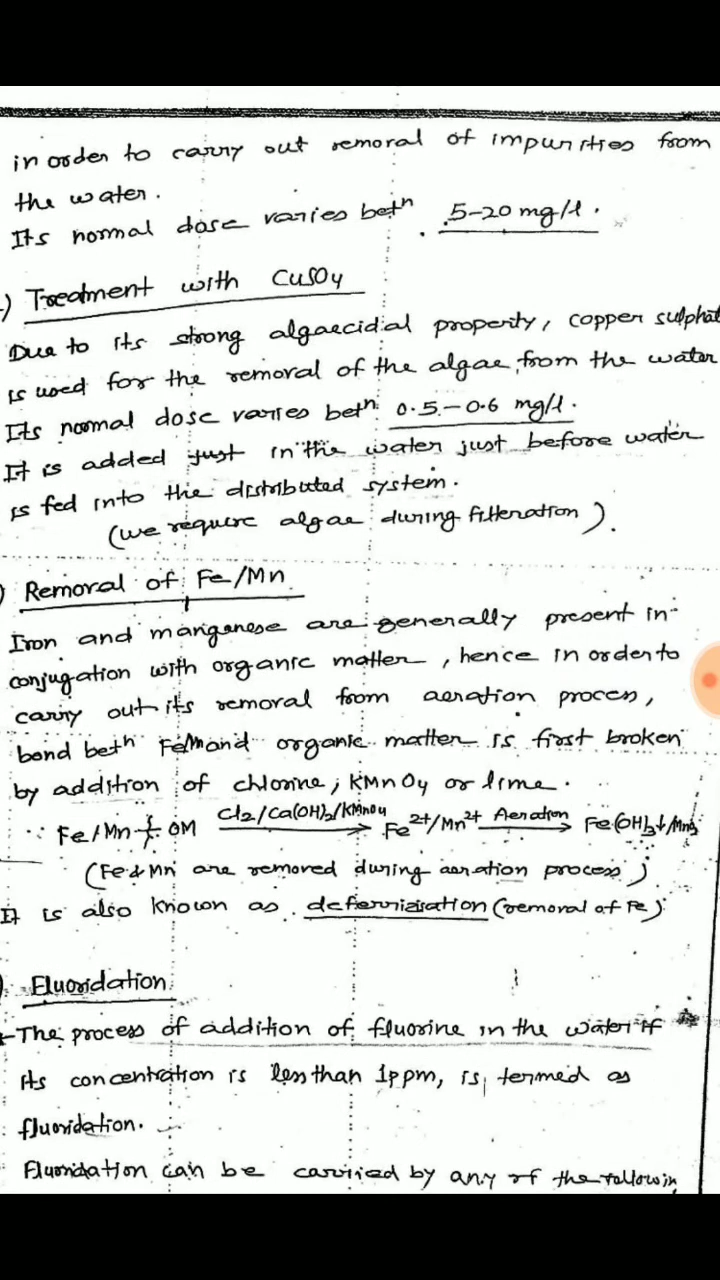 in order to carry out removal of impurities from
the water.
Its normal dose varies betn 5-20 mg/l.
) Treatment with CuSO4
Due to its strong algaecidal property, copper sulphat
is used for the removal of the algae from the water
Its normal dose varies betn 0.5-0.6 mg/l.
It is added just in the water just before water
is fed into the distributed system.
(we require algae during filteration).
) Removal of Fe/Mn
Iron and manganese are generally present in
conjugation with organic matter, hence in order to
carry out its removal from aeration process,
bond betn Fe/Mn and organic matter is first broken
by addition of chlorine, KMnO4 or lime.
∵ Fe/Mn OM Cl2/Ca(OH)2/KMnO4 → Fe2+/Mn2+ Aeration → Fe(OH)3↓/
(Fe & Mn are removed during aeration process)
It is also known as deferrisation (removal of Fe)
) Fluoridation
The process of addition of fluorine in the water if
its concentration is less than 1ppm, is termed as
fluoridation.
Fluoridation can be carried by any of the followin